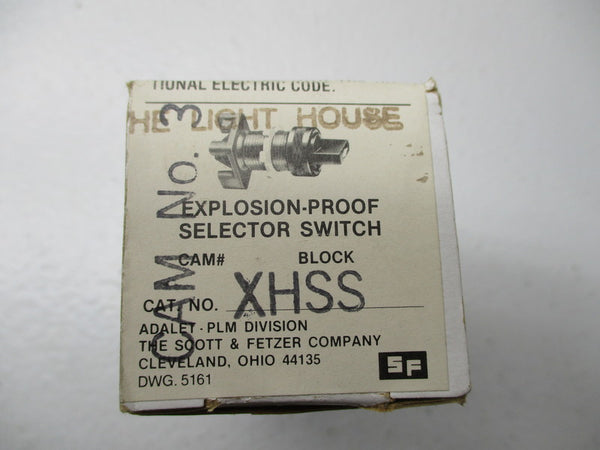 TIONAL ELECTRIC CODE.
HE LIGHT HOUSE
CAM No. 3
EXPLOSION-PROOF
SELECTOR SWITCH
CAM# BLOCK
CAT. NO. XHSS
ADALET - PLM DIVISION
THE SCOTT & FETZER COMPANY
CLEVELAND, OHIO 44135
DWG. 5161
SF